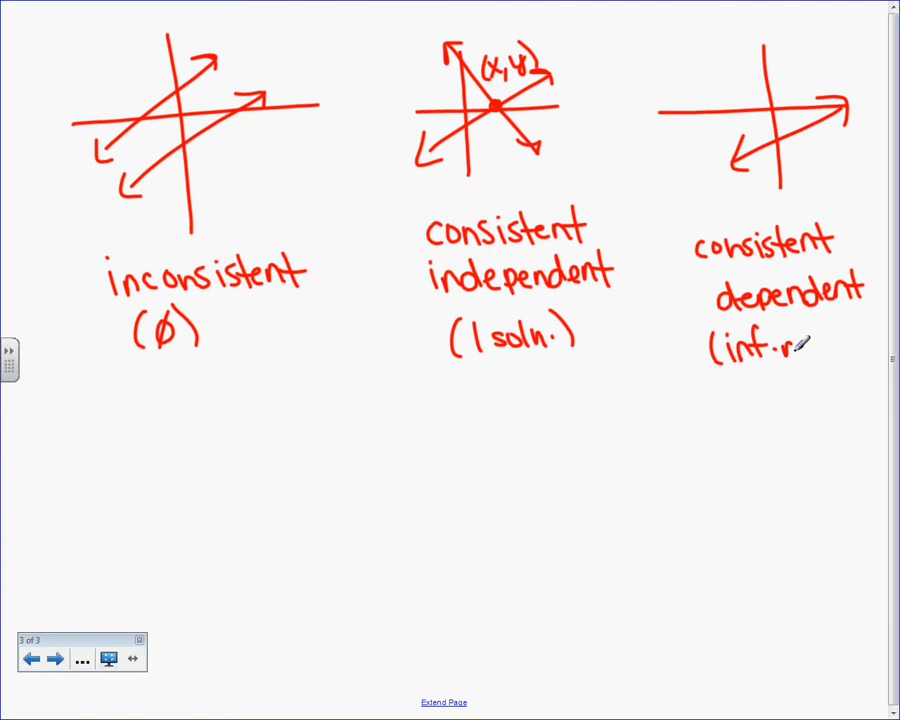 (x,y)
inconsistent
(Ø)
consistent
independent
(1 soln.)
consistent
dependent
(inf.
3 of 3
...
Extend Page